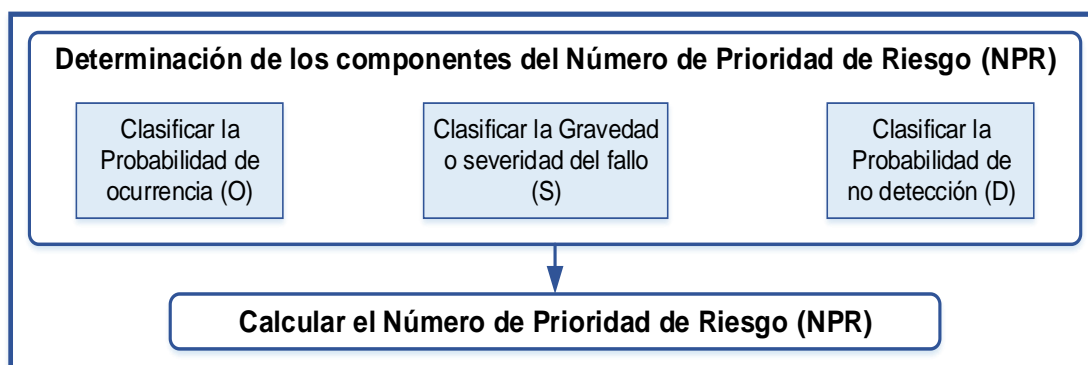 Determinación de los componentes del Número de Prioridad de Riesgo (NPR)
Clasificar la
Probabilidad de
ocurrencia (O)
Clasificar la Gravedad
o severidad del fallo
(S)
Clasificar la
Probabilidad de
no detección (D)
Calcular el Número de Prioridad de Riesgo (NPR)